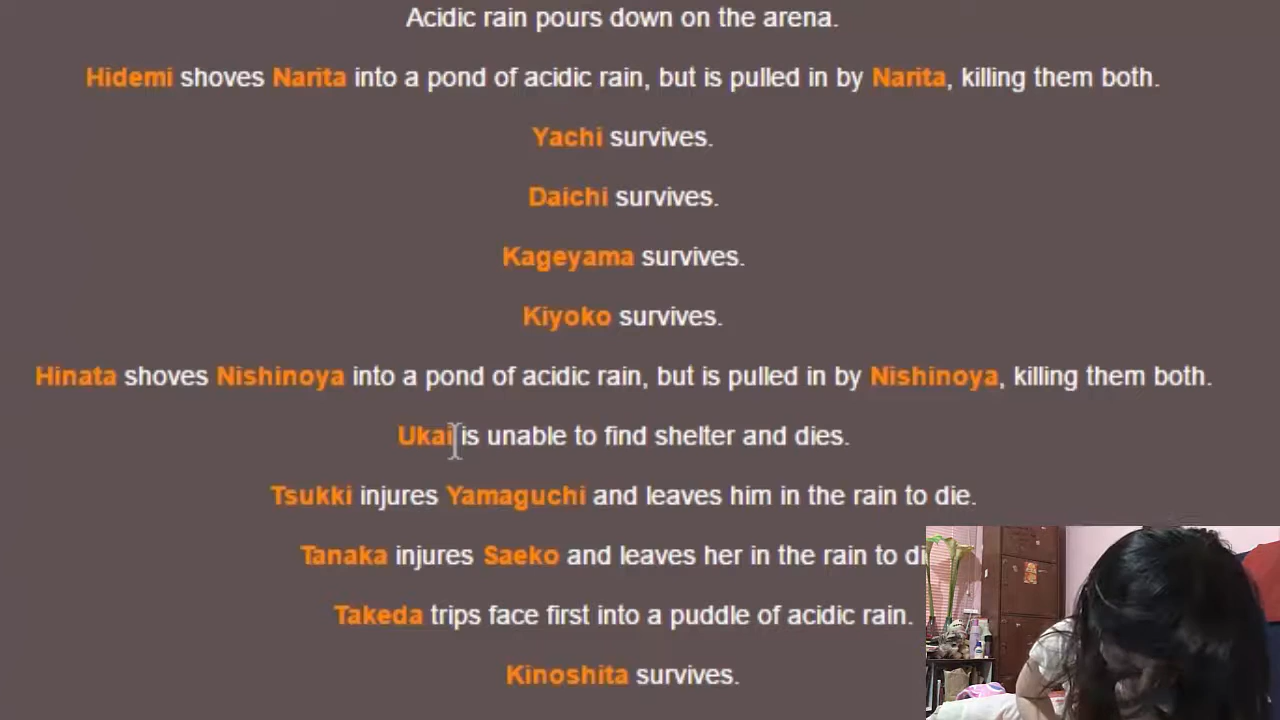 Acidic rain pours down on the arena.
Hidemi shoves Narita into a pond of acidic rain, but is pulled in by Narita, killing them both.
Yachi survives.
Daichi survives.
Kageyama survives.
Kiyoko survives.
Hinata shoves Nishinoya into a pond of acidic rain, but is pulled in by Nishinoya, killing them both.
Ukai is unable to find shelter and dies.
Tsukki injures Yamaguchi and leaves him in the rain to die.
Tanaka injures Saeko and leaves her in the rain to di
Takeda trips face first into a puddle of acidic rain.
Kinoshita survives.